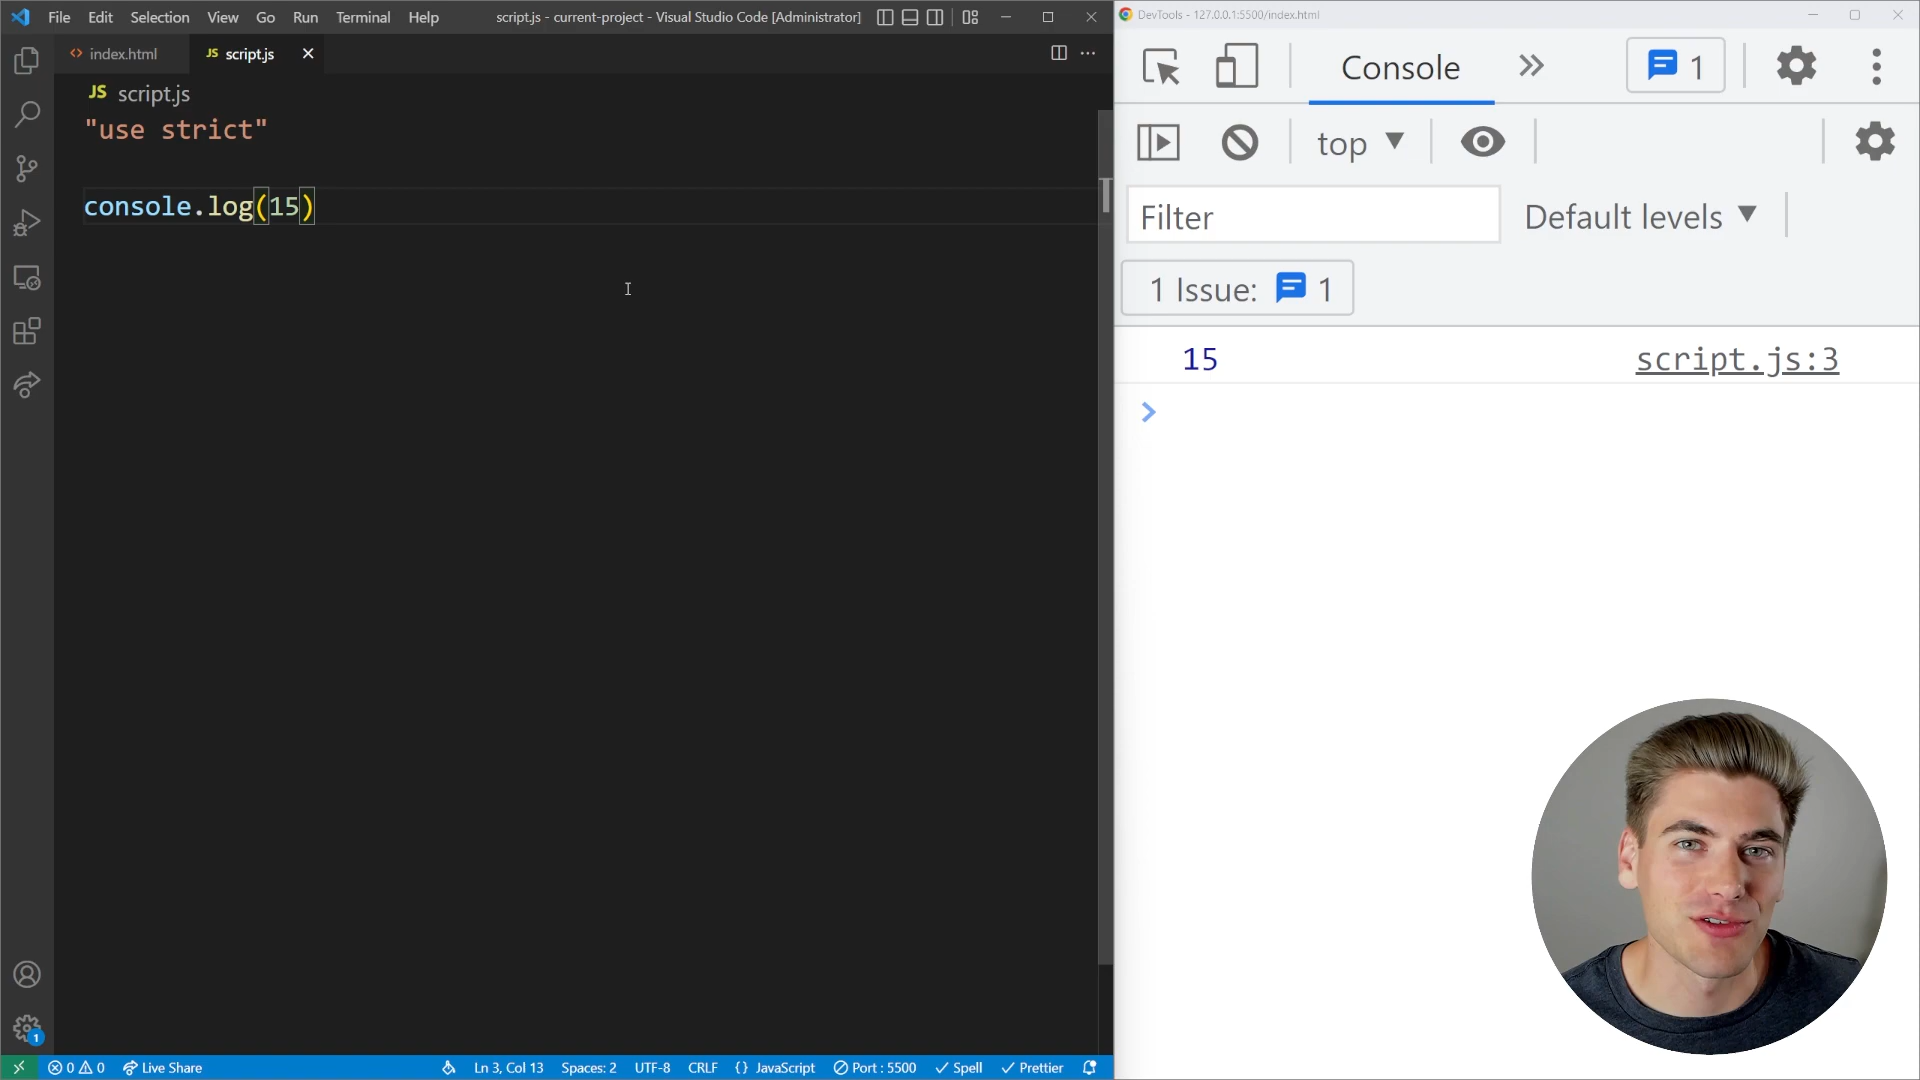 File Edit Selection View Go Run Terminal Help script.js - current-project - Visual Studio Code [Administrator]
index.html JS script.js
JS script.js
"use strict"
console.log(15)
1
0 0 Live Share Ln 3, Col 13 Spaces: 2 UTF-8 CRLF {} JavaScript Port : 5500 Spell Prettier
DevTools - 127.0.0.1:5500/index.html
Console 1
top
Filter Default levels
1 Issue: 1
15 script.js:3